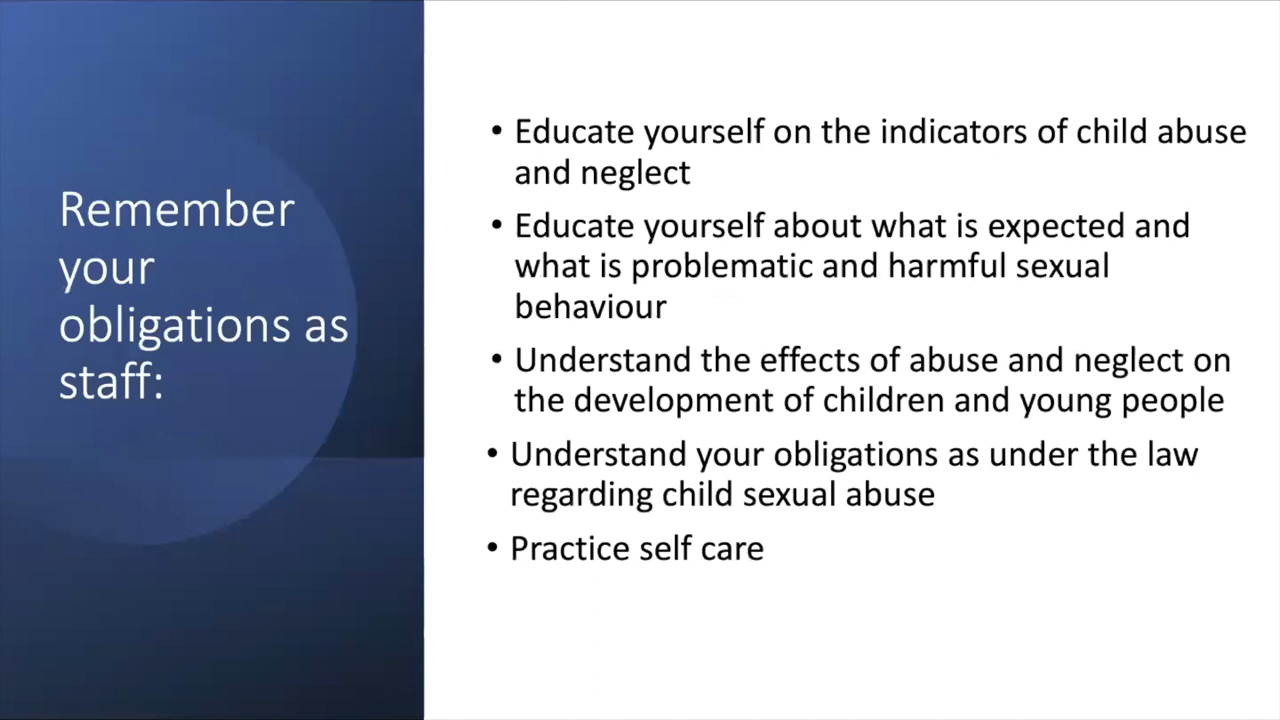 Remember
your
obligations as
staff:
• Educate yourself on the indicators of child abuse
and neglect
• Educate yourself about what is expected and
what is problematic and harmful sexual
behaviour
• Understand the effects of abuse and neglect on
the development of children and young people
• Understand your obligations as under the law
regarding child sexual abuse
• Practice self care